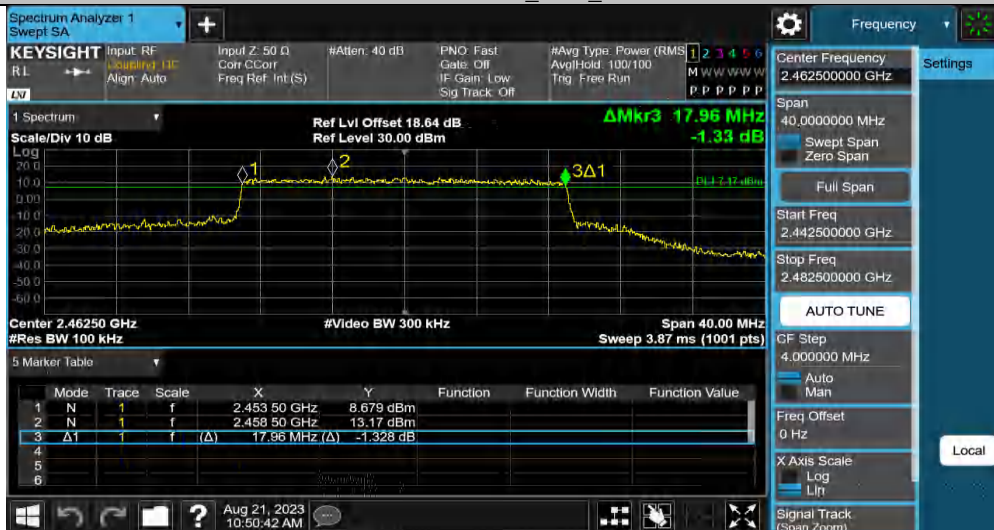 Spectrum Analyzer 1
Swept SA
+
Frequency
KEYSIGHT
RL
LXI
Input: RF
Coupling: DC
Align: Auto
Input Z: 50 Ω
Corr CCorr
Freq Ref: Int (S)
#Atten: 40 dB
PNO: Fast
Gate: Off
IF Gain: Low
Sig Track: Off
#Avg Type: Power (RMS
Avg|Hold: 100/100
Trig: Free Run
1 2 3 4 5 6
M W W W W W
P P P P P P
1 Spectrum
Scale/Div 10 dB
Ref Lvl Offset 18.64 dB
Ref Level 30.00 dBm
ΔMkr3 17.96 MHz
-1.33 dB
Log
20.0
10.0
0.00
-10.0
-20.0
-30.0
-40.0
-50.0
-60.0
1
2
3Δ1
DL1 7.17 dBm
Center 2.46250 GHz
#Res BW 100 kHz
#Video BW 300 kHz
Span 40.00 MHz
Sweep 3.87 ms (1001 pts)
5 Marker Table
Mode Trace Scale X Y Function Function Width Function Value
1 N 1 f 2.453 50 GHz 8.679 dBm
2 N 1 f 2.458 50 GHz 13.17 dBm
3 Δ1 1 f (Δ) 17.96 MHz (Δ) -1.328 dB
4
5
6
?
Aug 21, 2023
10:50:42 AM
Center Frequency
2.462500000 GHz
Span
40.0000000 MHz
Swept Span
Zero Span
Full Span
Start Freq
2.442500000 GHz
Stop Freq
2.482500000 GHz
AUTO TUNE
CF Step
4.000000 MHz
Auto
Man
Freq Offset
0 Hz
X Axis Scale
Log
Lin
Signal Track
(Span Zoom)
Settings
Local